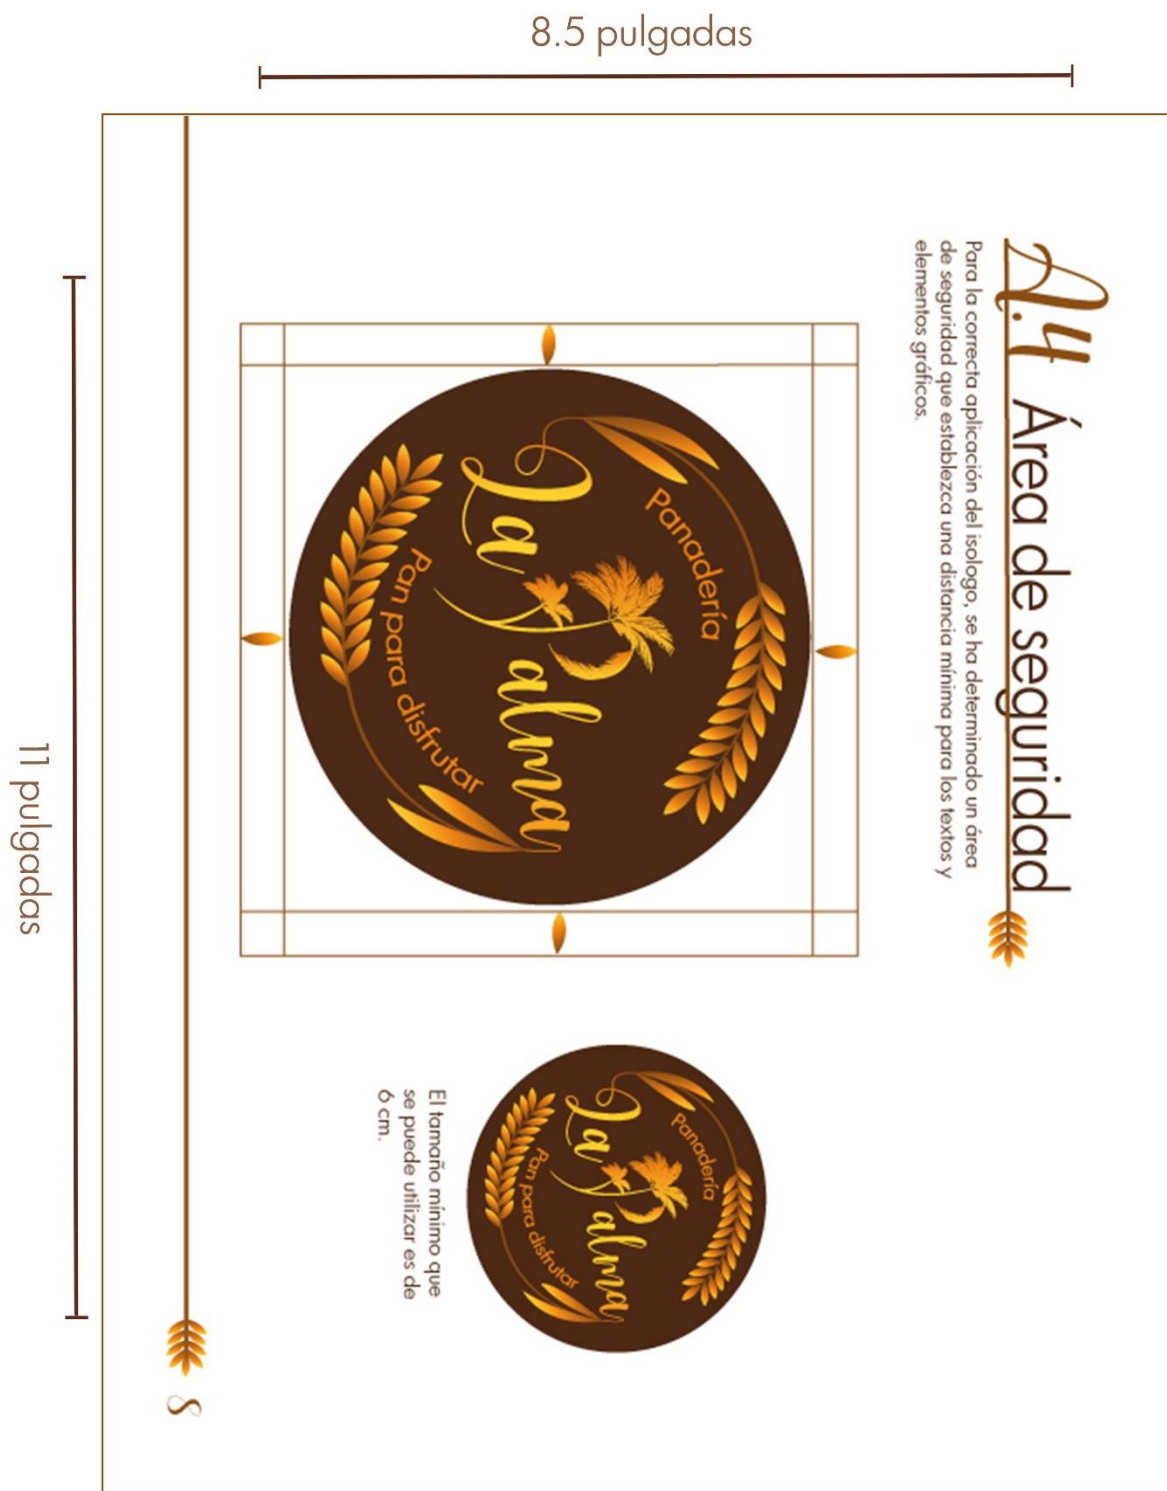 8.5 pulgadas
11 pulgadas
A.4 Área de seguridad
Para la correcta aplicación del isologo, se ha determinado un área
de seguridad que establezca una distancia mínima para los textos y
elementos gráficos.
Panadería
La Palma
Pan para disfrutar
Panadería
La Palma
Pan para disfrutar
El tamaño mínimo que
se puede utilizar es de
6 cm.
8